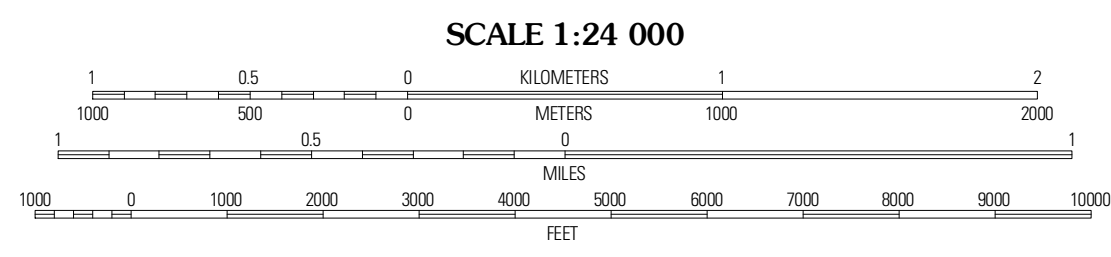 SCALE 1:24 000
1 0.5 0 KILOMETERS 1 2
1000 500 0 METERS 1000 2000
1 0.5 0 1
MILES
1000 0 1000 2000 3000 4000 5000 6000 7000 8000 9000 10000
FEET